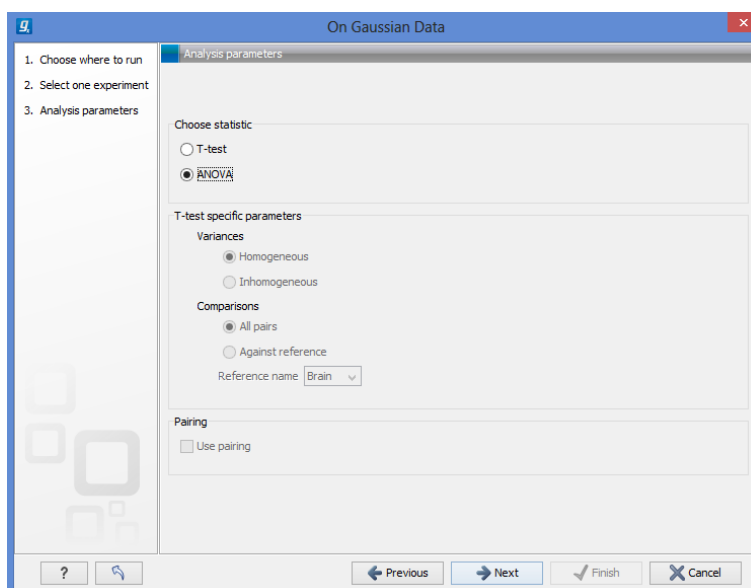 On Gaussian Data
1. Choose where to run
2. Select one experiment
3. Analysis parameters
Analysis parameters
Choose statistic
T-test
ANOVA
T-test specific parameters
Variances
Homogeneous
Inhomogeneous
Comparisons
All pairs
Against reference
Reference name Brain
Pairing
Use pairing
? Previous Next Finish Cancel